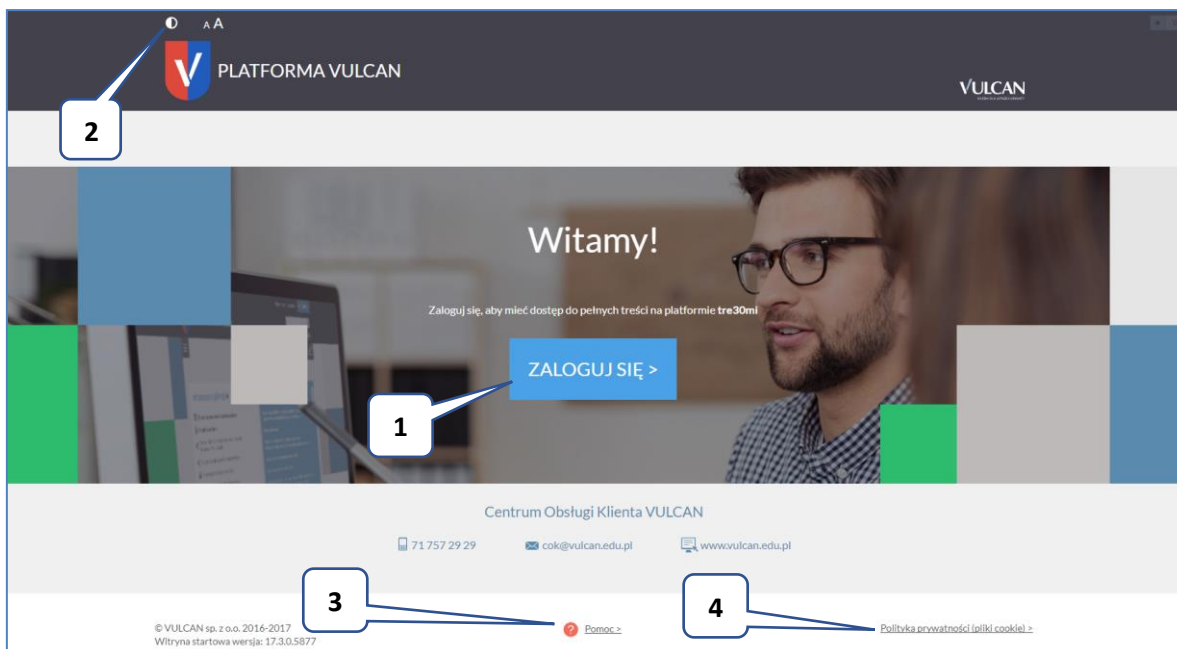 A A
PLATFORMA VULCAN
VULCAN
2
Witamy!
Zaloguj się, aby mieć dostęp do pełnych treści na platformie tre30mi
ZALOGUJ SIĘ >
1
Centrum Obsługi Klienta VULCAN
71 757 29 29 cok@vulcan.edu.pl www.vulcan.edu.pl
3
4
© VULCAN sp. z o.o. 2016-2017
? Pomoc > Polityka prywatności (pliki cookie) >
Witryna startowa wersja: 17.3.0.5877